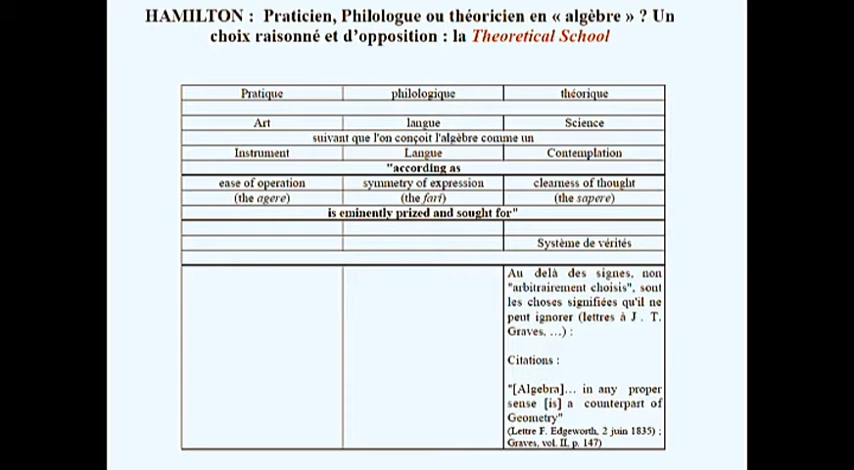 HAMILTON : Praticien, Philologue ou théoricien en « algèbre » ? Un
choix raisonné et d'opposition : la Theoretical School
Pratique philologique théorique
Art langue Science
suivant que l'on conçoit l'algèbre comme un
Instrument Langue Contemplation
"according as
ease of operation symmetry of expression clearness of thought
(the agere) (the fari) (the sapere)
is eminently prized and sought for"
Système de vérités
Au delà des signes, non
"arbitrairement choisis", sont
les choses signifiées qu'il ne
peut ignorer (lettres à J . T.
Graves, ...) :
Citations :
"[Algebra]... in any proper
sense [is] a counterpart of
Geometry"
(Lettre F. Edgeworth, 2 juin 1835) ;
Graves, vol. II, p. 147)